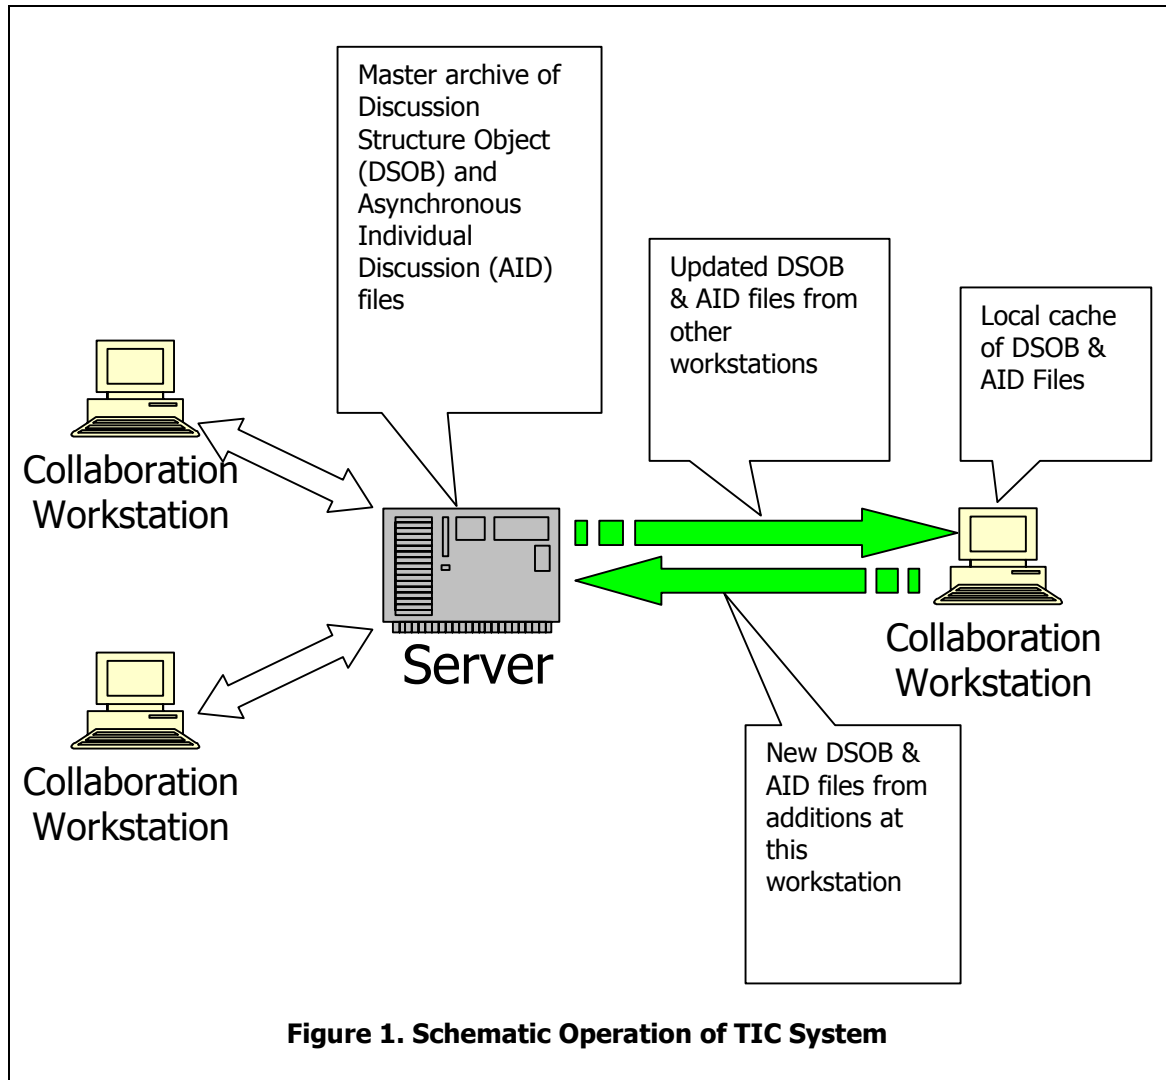 Master archive of
Discussion
Structure Object
(DSOB) and
Asynchronous
Individual
Discussion (AID)
files
Updated DSOB
& AID files from
other
workstations
Local cache
of DSOB &
AID Files
Collaboration
Workstation
Server
Collaboration
Workstation
Collaboration
Workstation
New DSOB &
AID files from
additions at
this
workstation
Figure 1. Schematic Operation of TIC System